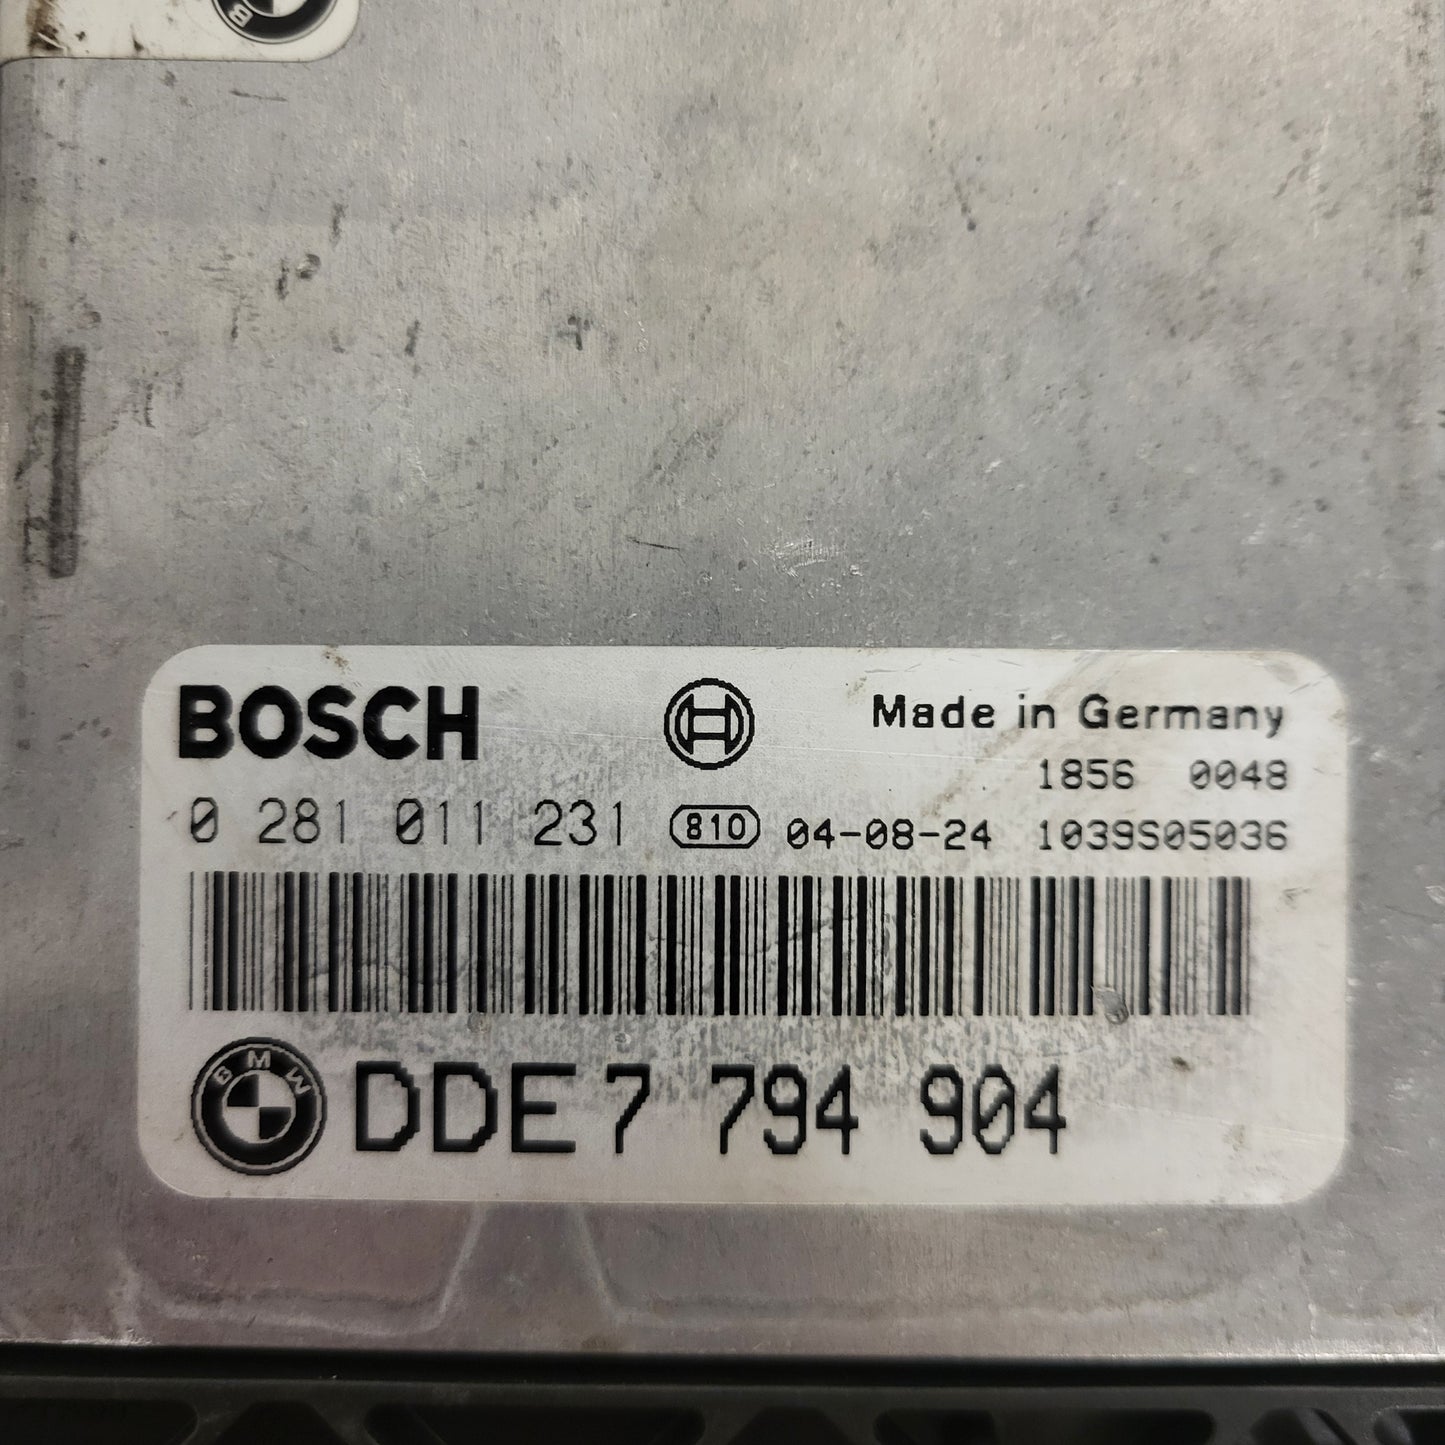 B
BOSCH
Made in Germany
1856 0048
0 281 011 231 810 04-08-24 1039S05036
BMW DDE 7 794 904